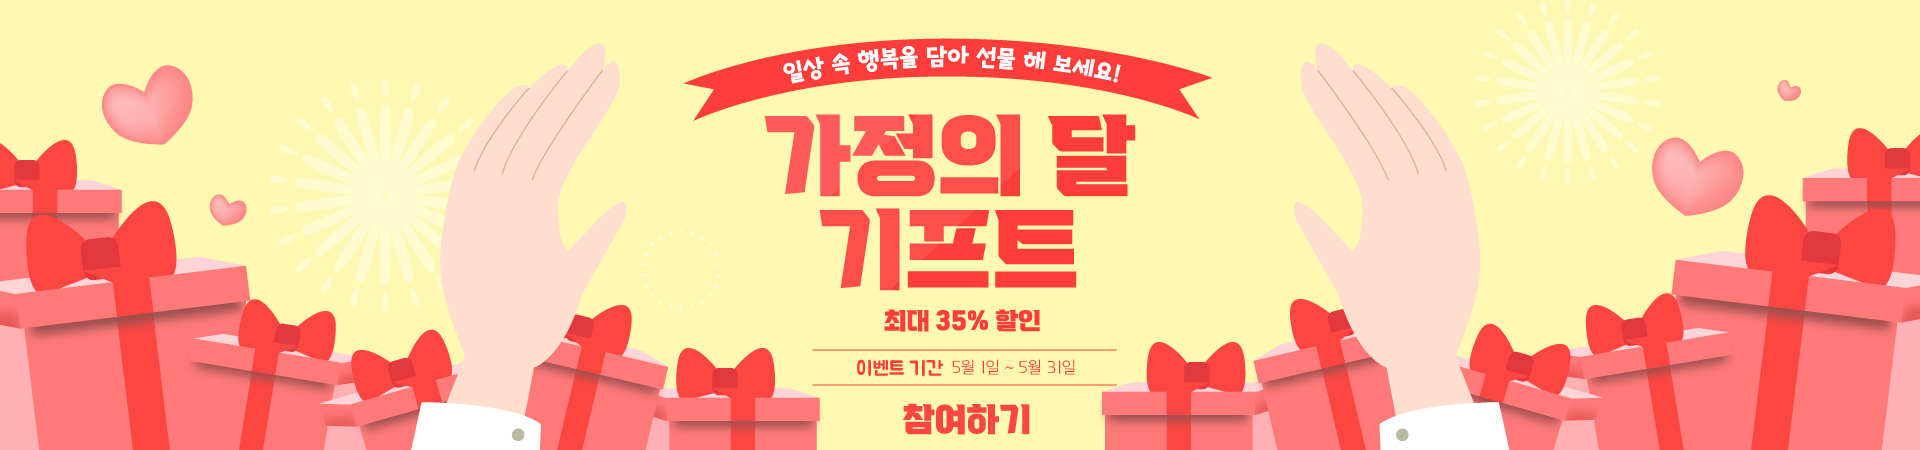 일상 속 행복을 담아 선물 해 보세요!
가정의 달
기프트
최대 35% 할인
이벤트 기간 5월 1일 ~ 5월 31일
참여하기